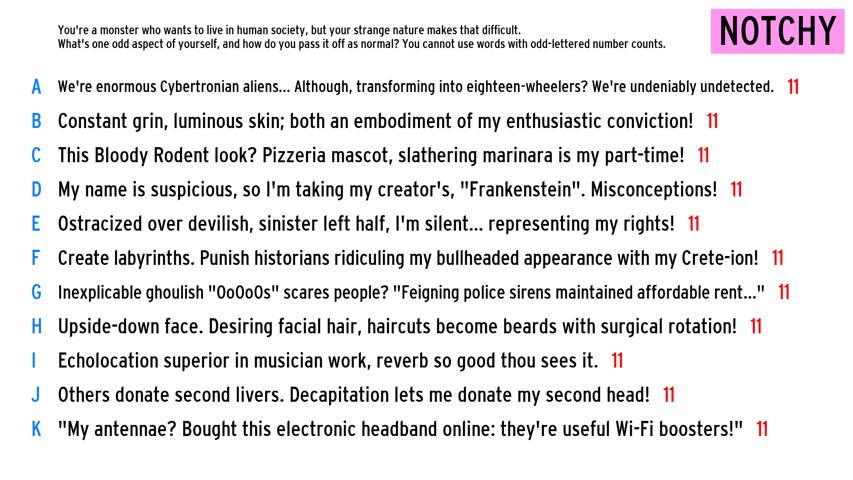 You're a monster who wants to live in human society, but your strange nature makes that difficult.
What's one odd aspect of yourself, and how do you pass it off as normal? You cannot use words with odd-lettered number counts.
NOTCHY
A We're enormous Cybertronian aliens... Although, transforming into eighteen-wheelers? We're undeniably undetected. 11
B Constant grin, luminous skin; both an embodiment of my enthusiastic conviction! 11
C This Bloody Rodent look? Pizzeria mascot, slathering marinara is my part-time! 11
D My name is suspicious, so I'm taking my creator's, "Frankenstein". Misconceptions! 11
E Ostracized over devilish, sinister left half, I'm silent... representing my rights! 11
F Create labyrinths. Punish historians ridiculing my bullheaded appearance with my Crete-ion! 11
G Inexplicable ghoulish "OoOoOs" scares people? "Feigning police sirens maintained affordable rent..." 11
H Upside-down face. Desiring facial hair, haircuts become beards with surgical rotation! 11
I Echolocation superior in musician work, reverb so good thou sees it. 11
J Others donate second livers. Decapitation lets me donate my second head! 11
K "My antennae? Bought this electronic headband online: they're useful Wi-Fi boosters!" 11